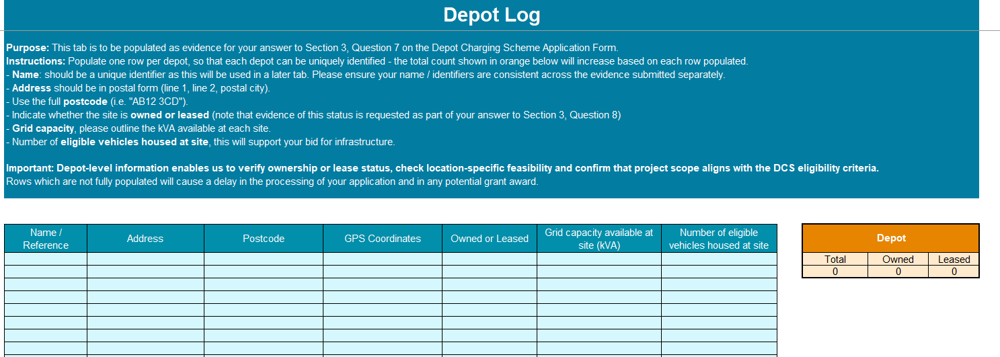 Depot Log
Purpose: This tab is to be populated as evidence for your answer to Section 3, Question 7 on the Depot Charging Scheme Application Form.
Instructions: Populate one row per depot, so that each depot can be uniquely identified - the total count shown in orange below will increase based on each row populated.
- Name: should be a unique identifier as this will be used in a later tab. Please ensure your name / identifiers are consistent across the evidence submitted separately.
- Address should be in postal form (line 1, line 2, postal city).
- Use the full postcode (i.e. "AB12 3CD").
- Indicate whether the site is owned or leased (note that evidence of this status is requested as part of your answer to Section 3, Question 8)
- Grid capacity, please outline the kVA available at each site.
- Number of eligible vehicles housed at site, this will support your bid for infrastructure.
Important: Depot-level information enables us to verify ownership or lease status, check location-specific feasibility and confirm that project scope aligns with the DCS eligibility criteria.
Rows which are not fully populated will cause a delay in the processing of your application and in any potential grant award.
Name /
Reference
Address
Postcode
GPS Coordinates
Owned or Leased
Grid capacity available at
site (kVA)
Number of eligible
vehicles housed at site
Depot
Total Owned Leased
0 0 0